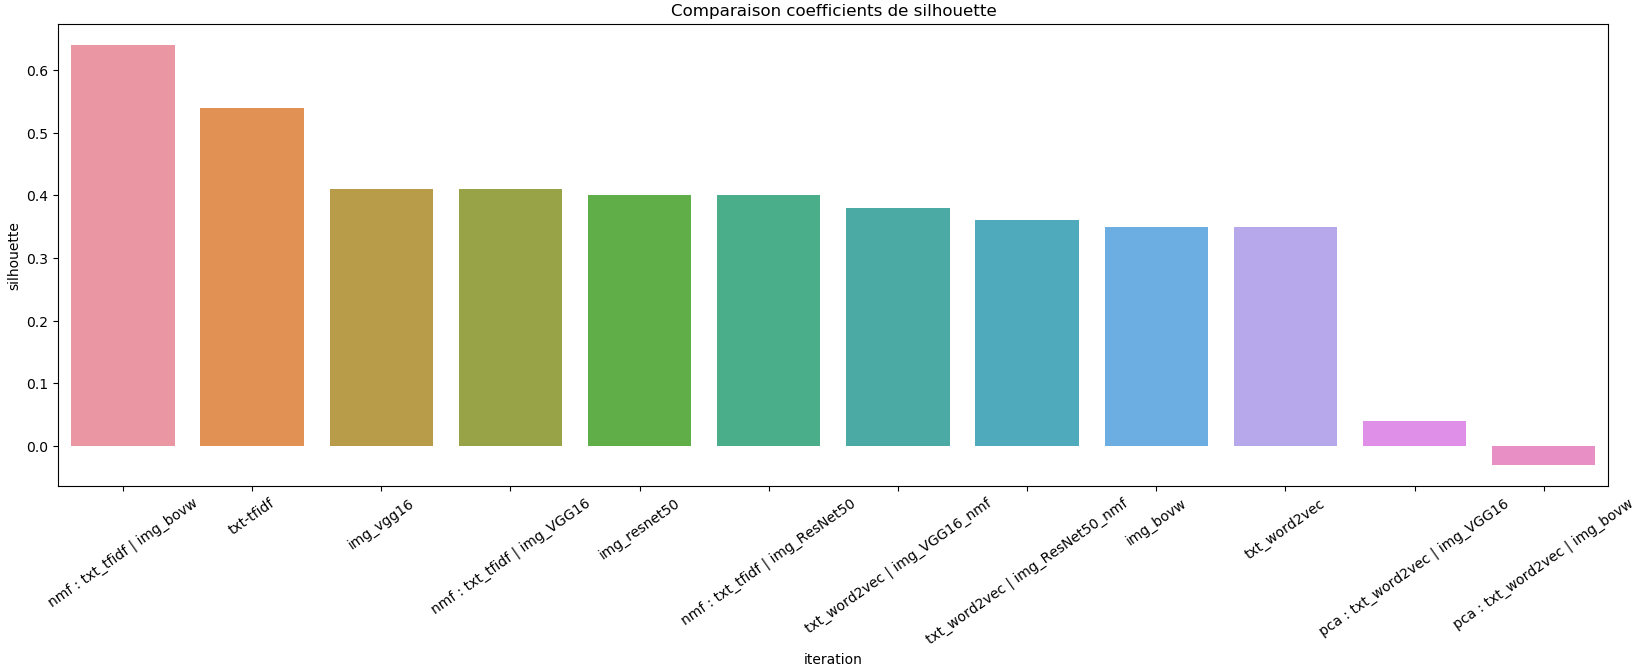 Comparaison coefficients de silhouette
silhouette
0.6
0.5
0.4
0.3
0.2
0.1
0.0
nmf : txt_tfidf | img_bovw
txt-tfidf
img_vgg16
nmf : txt_tfidf | img_VGG16
img_resnet50
nmf : txt_tfidf | img_ResNet50
txt_word2vec | img_VGG16_nmf
txt_word2vec | img_ResNet50_nmf
img_bovw
txt_word2vec
pca : txt_word2vec | img_VGG16
pca : txt_word2vec | img_bovw
iteration